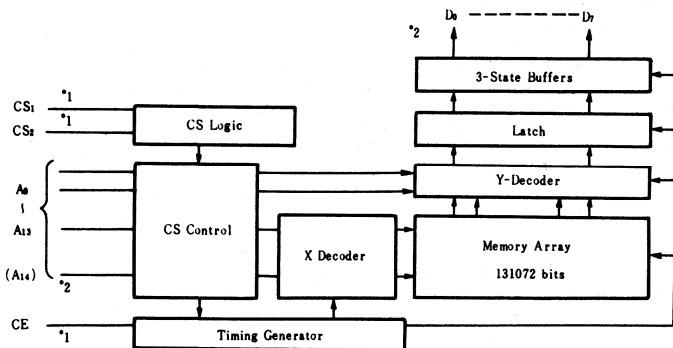 D₀ ------ D₇
*2
3-State Buffers
CS₁ *1
CS₂ *1
CS Logic
Latch
Y-Decoder
A₀
~
A₁₃
(A₁₄) *2
CS Control
X Decoder
Memory Array
131072 bits
CE *1
Timing Generator